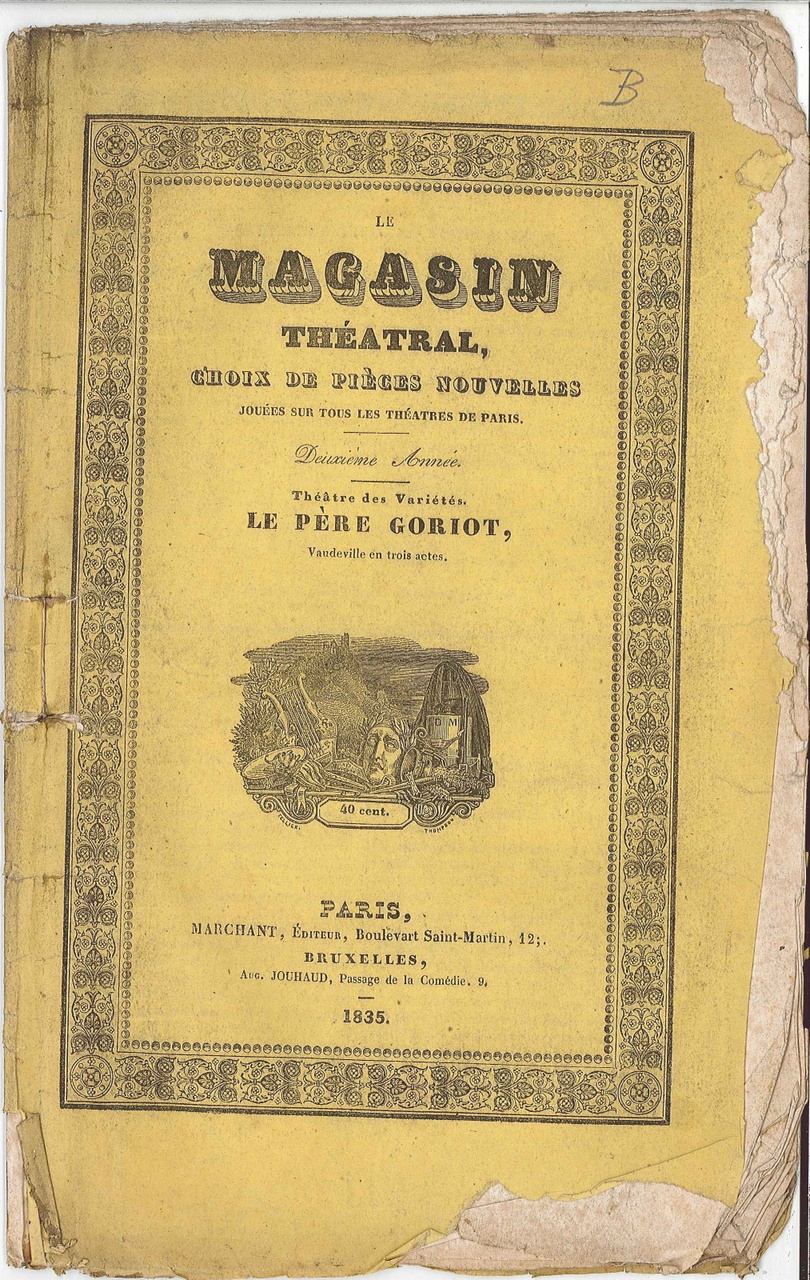 B
LE
MAGASIN
THÉATRAL,
CHOIX DE PIÈCES NOUVELLES
JOUÉES SUR TOUS LES THÉATRES DE PARIS.
Deuxiéme Année.
Théâtre des Variétés.
LE PÈRE GORIOT,
Vaudeville en trois actes.
D M
40 cent.
PARIS,
MARCHANT, ÉDITEUR, Boulevart Saint-Martin, 12;.
BRUXELLES,
AUG. JOUHAUD, Passage de la Comédie. 9,
1835.